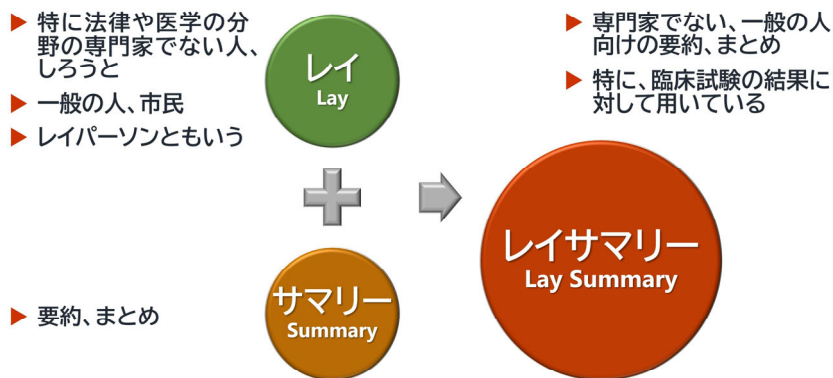 ▶ 特に法律や医学の分
野の専門家でない人、
しろうと
▶ 一般の人、市民
▶ レイパーソンともいう
レイ
Lay
サマリー
Summary
▶ 要約、まとめ
▶ 専門家でない、一般の人
向けの要約、まとめ
▶ 特に、臨床試験の結果に
対して用いている
レイサマリー
Lay Summary